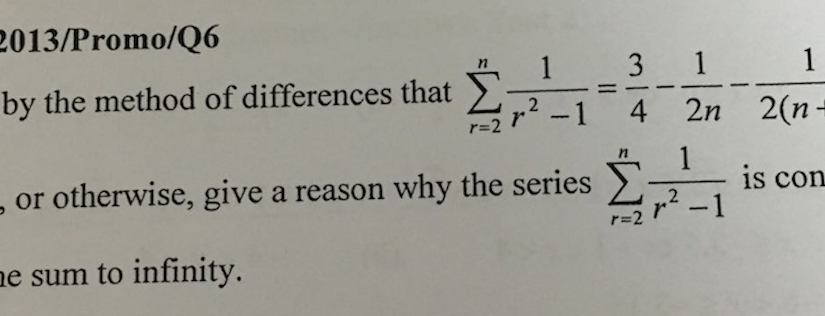 2013/Promo/Q6
by the method of differences that \sum_{r=2}^{n} \frac{1}{r^2-1} = \frac{3}{4} - \frac{1}{2n} - \frac{1}{2(n+
, or otherwise, give a reason why the series \sum_{r=2}^{n} \frac{1}{r^2-1} is con
sum to infinity.